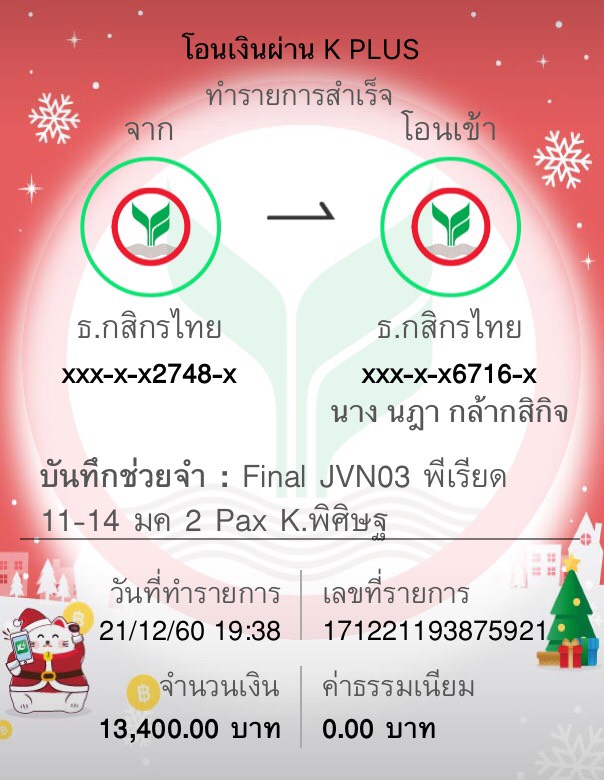 โอนเงินผ่าน K PLUS
ทำรายการสำเร็จ
จาก
โอนเข้า
ธ.กสิกรไทย
ธ.กสิกรไทย
xxx-x-x2748-x
xxx-x-x6716-x
นาง นฎา กล้ากสิกิจ
บันทึกช่วยจำ : Final JVN03 พีเรียด
11-14 มค 2 Pax K.พิศิษฐ
วันที่ทำรายการ
เลขที่รายการ
21/12/60 19:38
171221193875921
จำนวนเงิน
ค่าธรรมเนียม
13,400.00 บาท
0.00 บาท